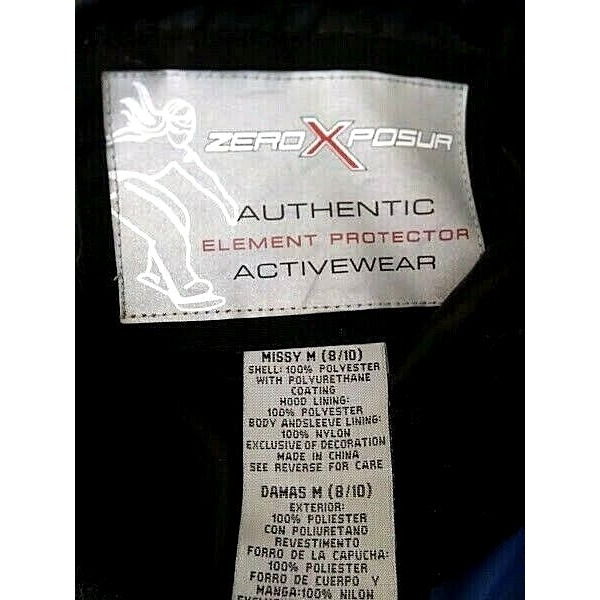 ZEROXPOSUR
AUTHENTIC
ELEMENT PROTECTOR
ACTIVEWEAR
MISSY M (8/10)
SHELL: 100% POLYESTER
WITH POLYURETHANE
COATING
HOOD LINING:
100% POLYESTER
BODY ANDSLEEVE LINING:
100% NYLON
EXCLUSIVE OF DECORATION
MADE IN CHINA
SEE REVERSE FOR CARE
DAMAS M (8/10)
EXTERIOR:
100% POLIESTER
CON POLIURETANO
REVESTIMENTO
FORRO DE LA CAPUCHA:
100% POLIESTER
FORRO DE CUERPO Y
MANGA:100% NILON